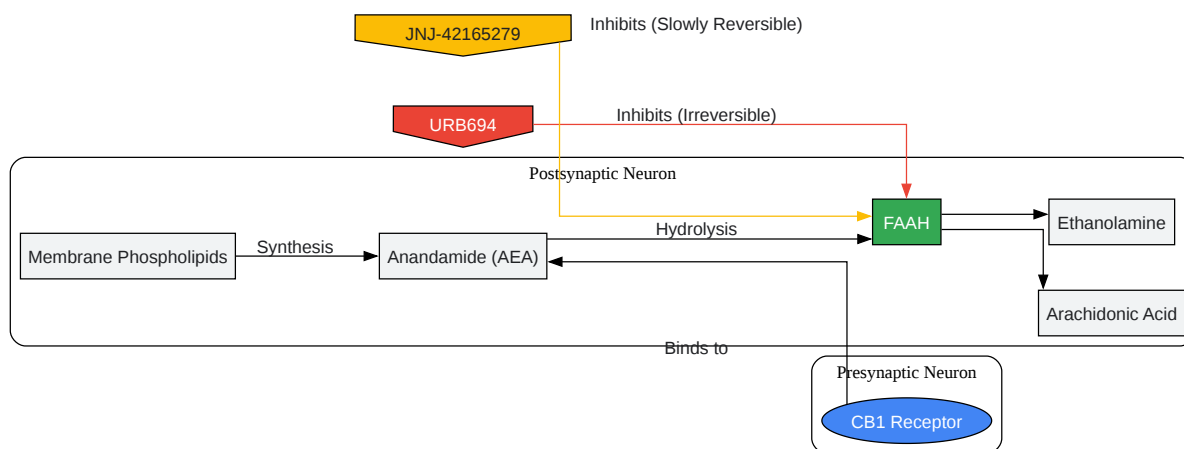 JNJ-42165279
Inhibits (Slowly Reversible)
URB694
Inhibits (Irreversible)
Postsynaptic Neuron
Membrane Phospholipids
Synthesis
Anandamide (AEA)
Hydrolysis
FAAH
Ethanolamine
Arachidonic Acid
Binds to
Presynaptic Neuron
CB1 Receptor